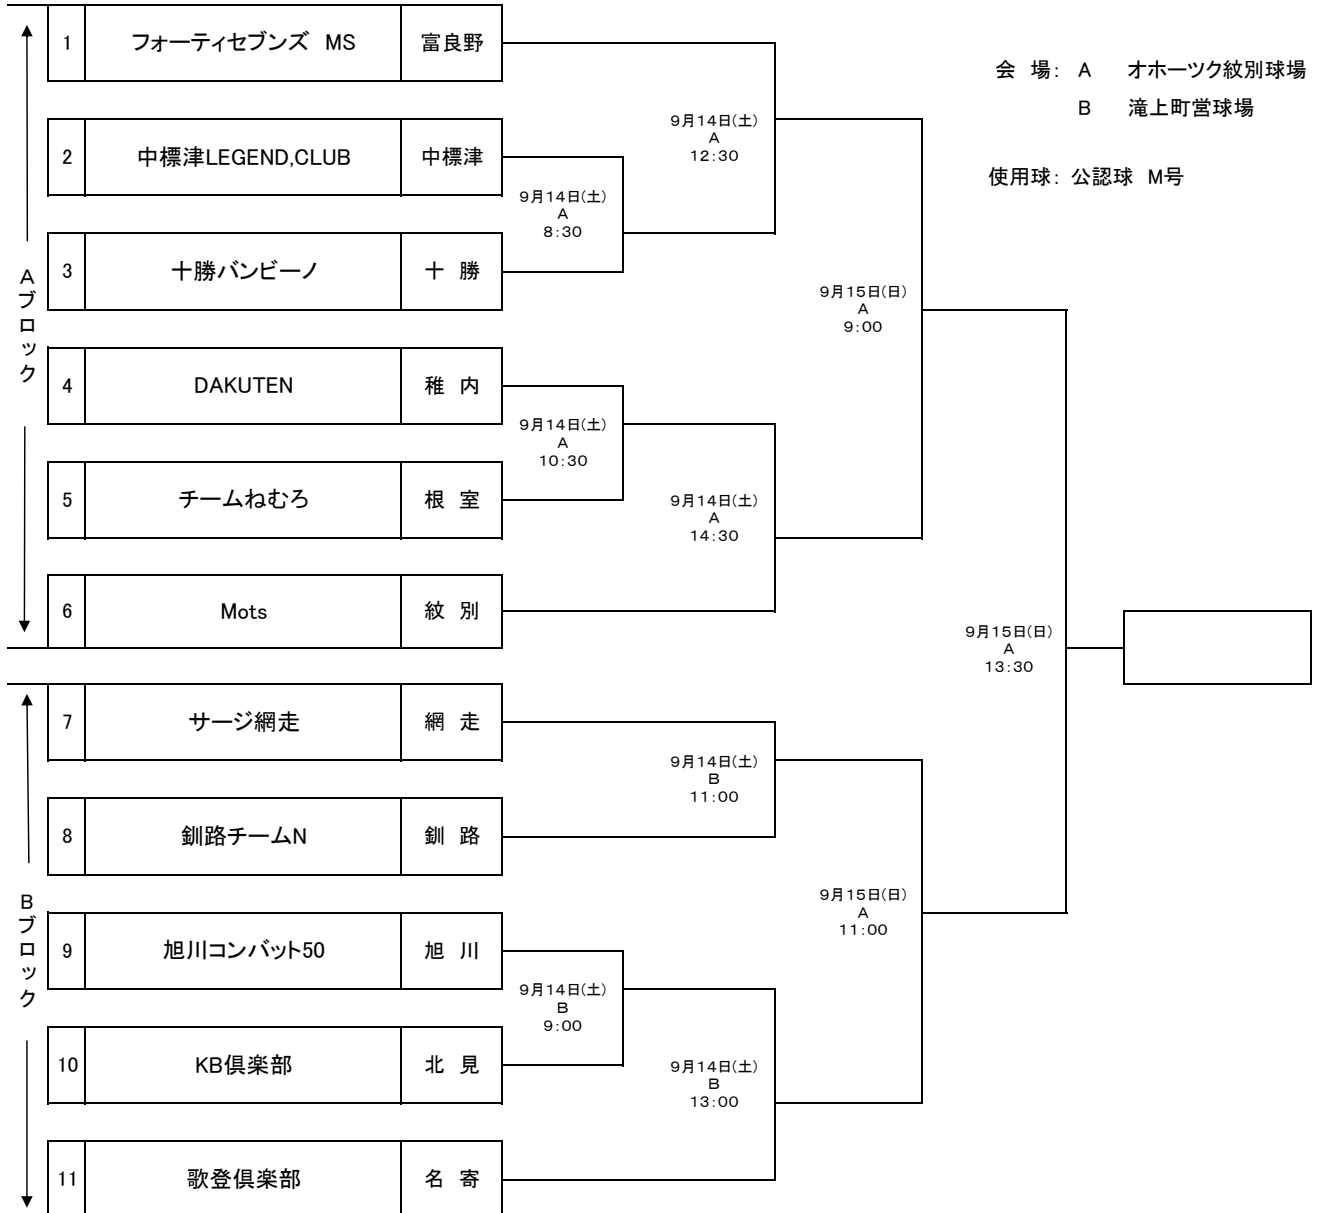 1 フォーティセブンズ　MS 富良野
会　場： A　オホーツク紋別球場
B　滝上町営球場
9月14日(土)
A
12:30
2 中標津LEGEND,CLUB 中標津
使用球： 公認球　M号
9月14日(土)
A
8:30
3 十勝バンビーノ 十　勝
Aブロック
9月15日(日)
A
9:00
4 DAKUTEN 稚　内
9月14日(土)
A
10:30
5 チームねむろ 根　室
9月14日(土)
A
14:30
6 Mots 紋　別
9月15日(日)
A
13:30
7 サージ網走 網　走
9月14日(土)
B
11:00
8 釧路チームN 釧　路
Bブロック
9月15日(日)
A
11:00
9 旭川コンバット50 旭　川
9月14日(土)
B
9:00
10 KB倶楽部 北　見
9月14日(土)
B
13:00
11 歌登倶楽部 名　寄